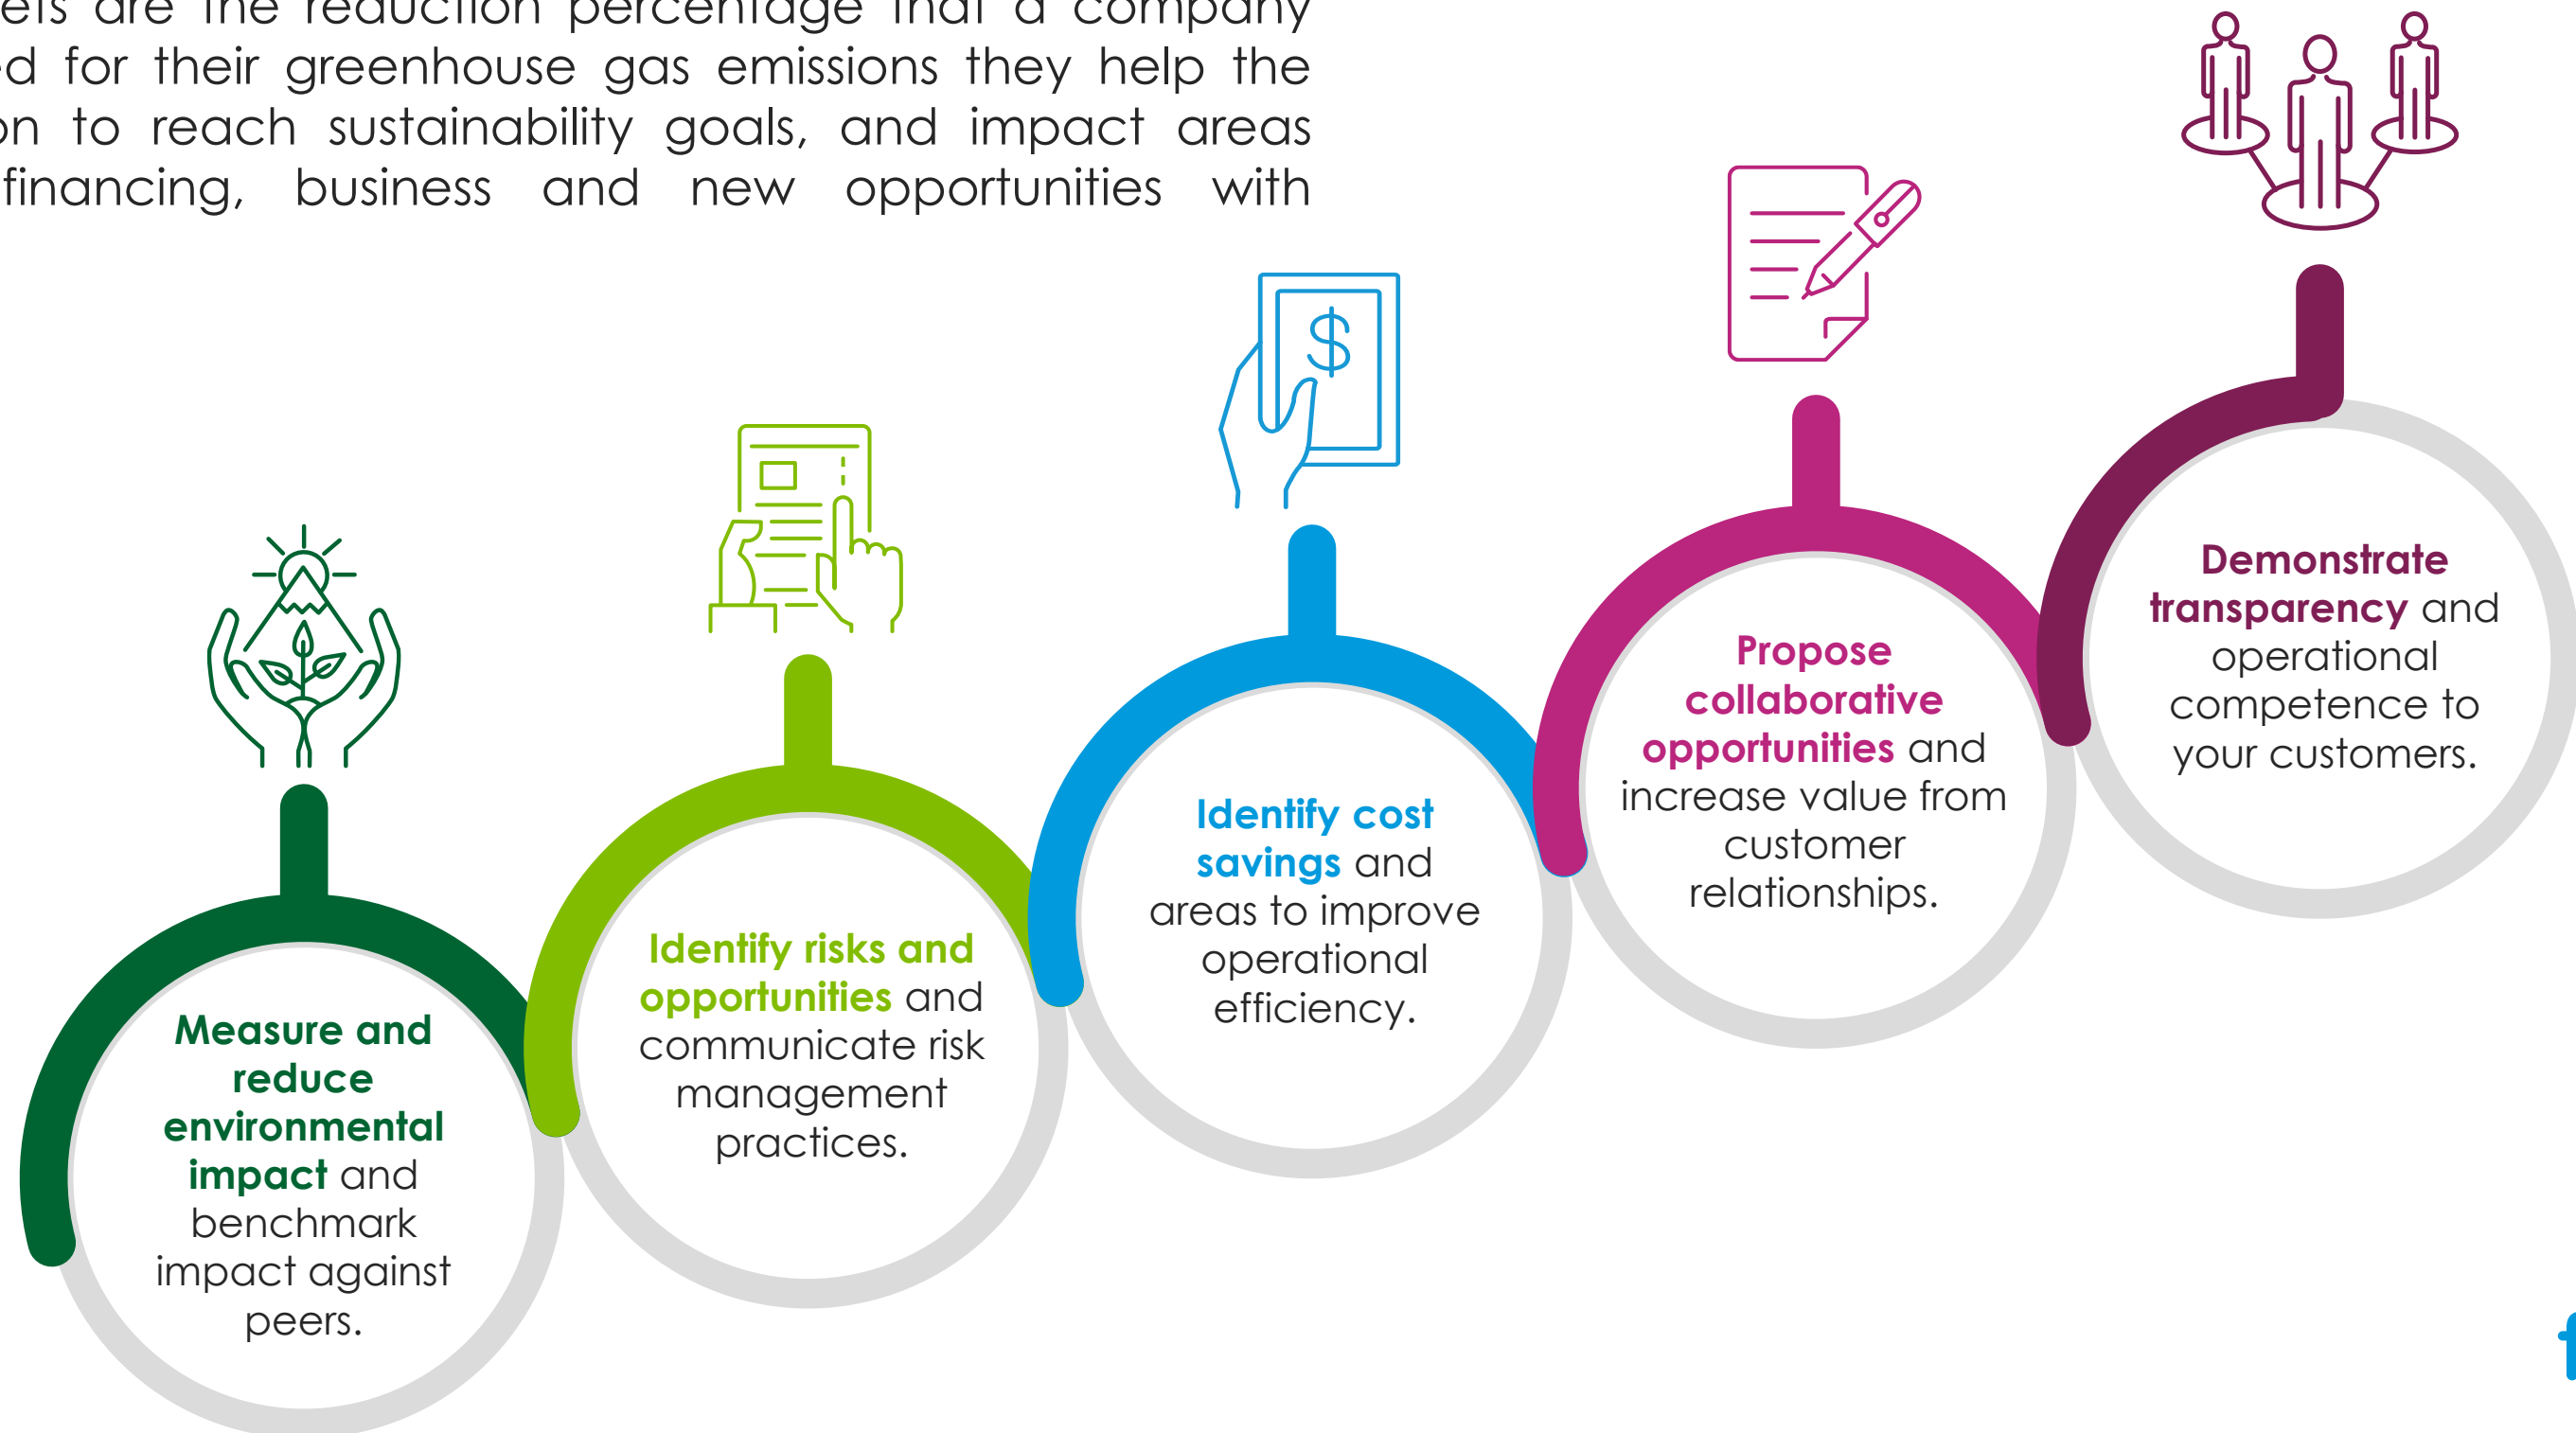 are the reduction percentage that a company
for their greenhouse gas emissions they help the
to reach sustainability goals, and impact areas
financing, business and new opportunities with
$
Measure and
reduce
environmental
impact and
benchmark
impact against
peers.
Identify risks and
opportunities and
communicate risk
management
practices.
Identify cost
savings and
areas to improve
operational
efficiency.
Propose
collaborative
opportunities and
increase value from
customer
relationships.
Demonstrate
transparency and
operational
competence to
your customers.